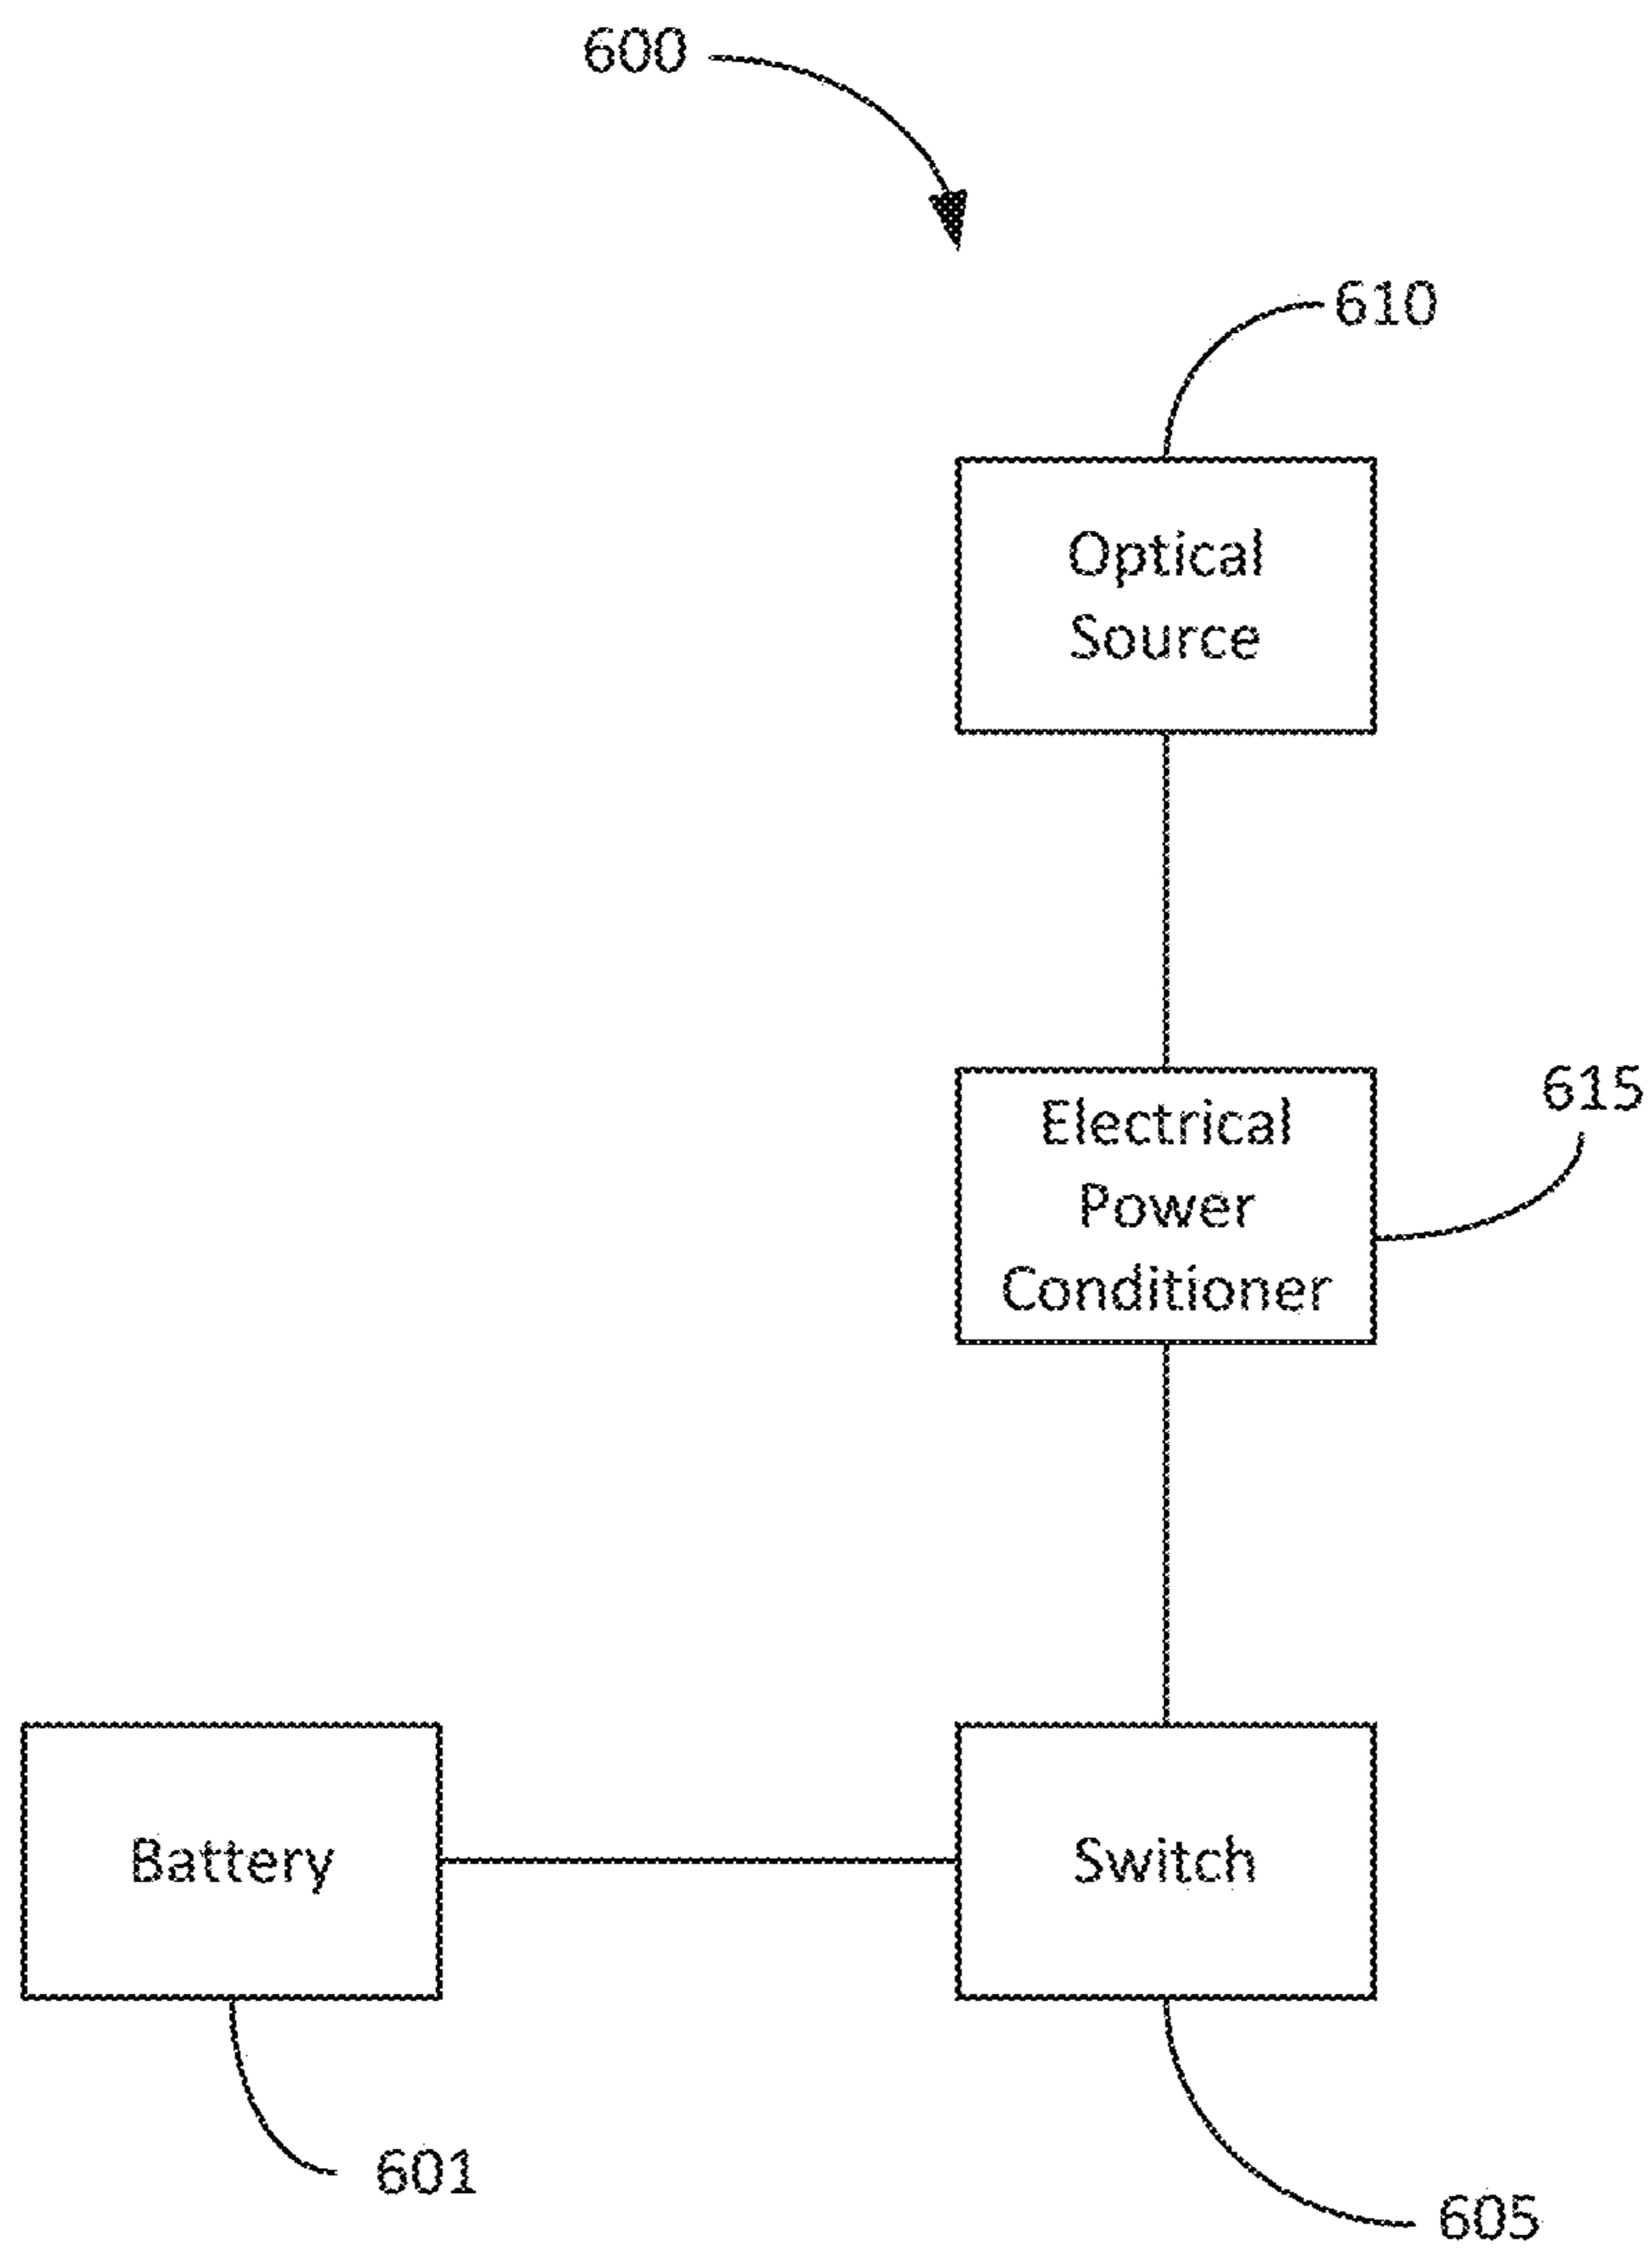 600
610
Optical
Source
615
Electrical
Power
Conditioner
Battery
Switch
601
605